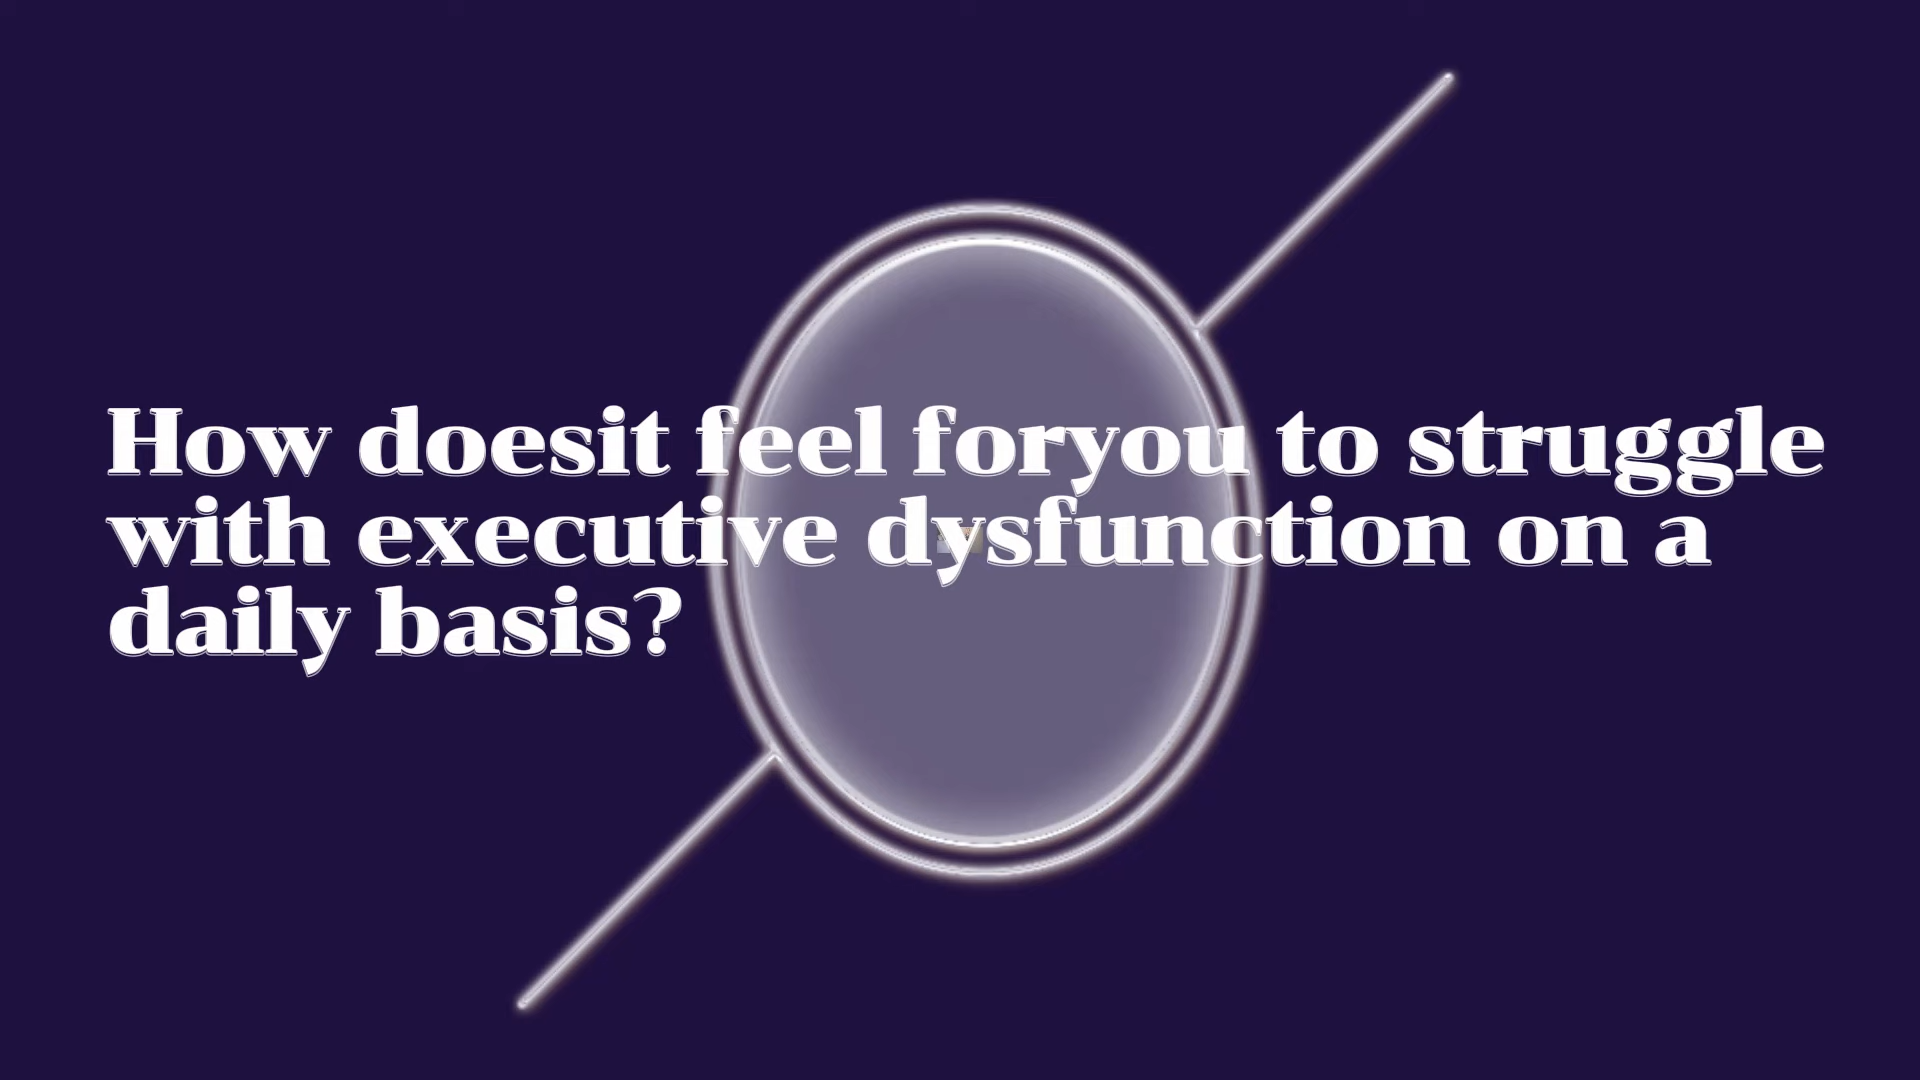 How doesit feel foryou to struggle
with executive dysfunction on a
daily basis?